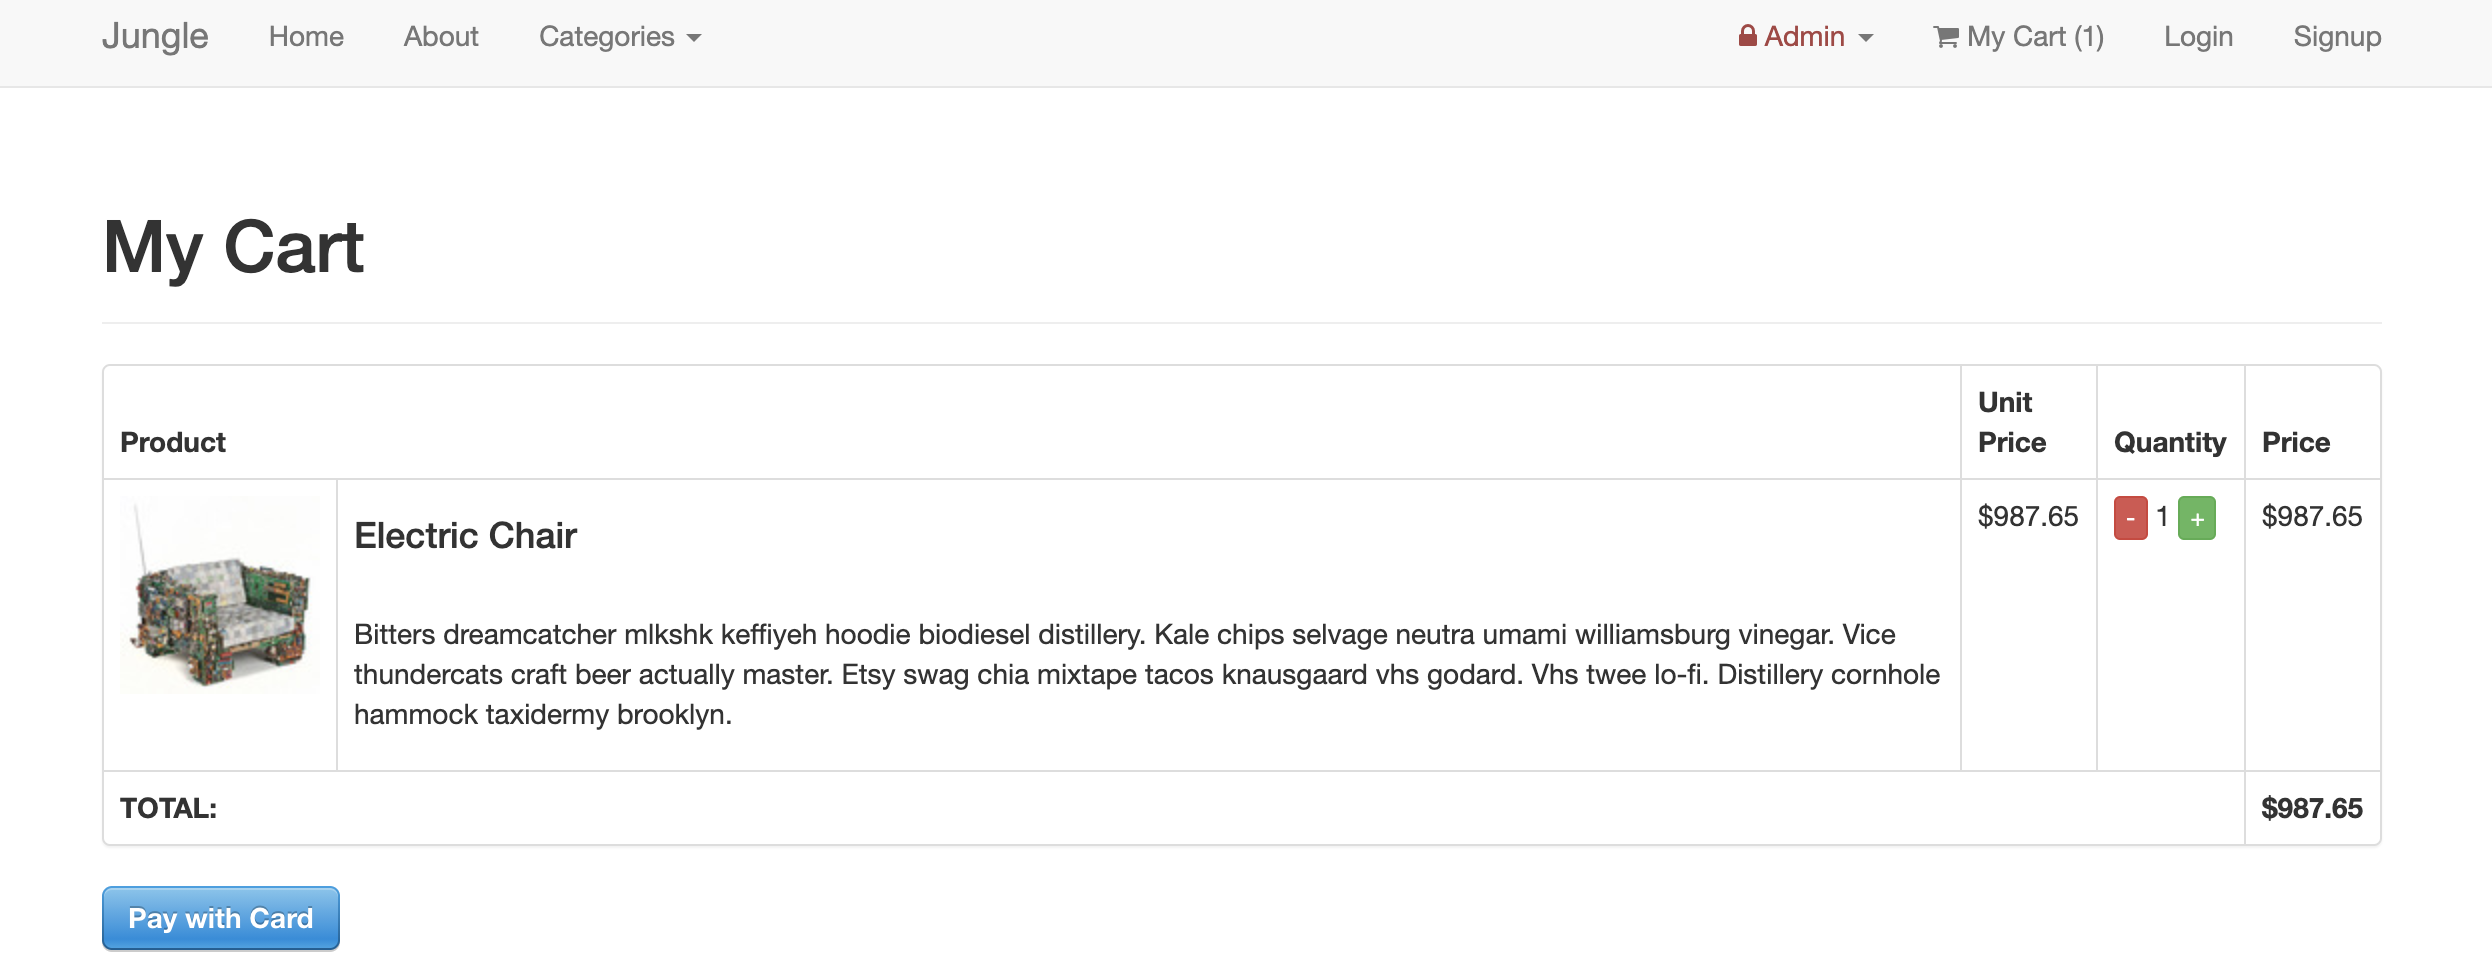 Jungle Home About Categories Admin My Cart (1) Login Signup
My Cart
Product Unit Price Quantity Price
Electric Chair $987.65 - 1 + $987.65
Bitters dreamcatcher mlkshk keffiyeh hoodie biodiesel distillery. Kale chips selvage neutra umami williamsburg vinegar. Vice
thundercats craft beer actually master. Etsy swag chia mixtape tacos knausgaard vhs godard. Vhs twee lo-fi. Distillery cornhole
hammock taxidermy brooklyn.
TOTAL: $987.65
Pay with Card